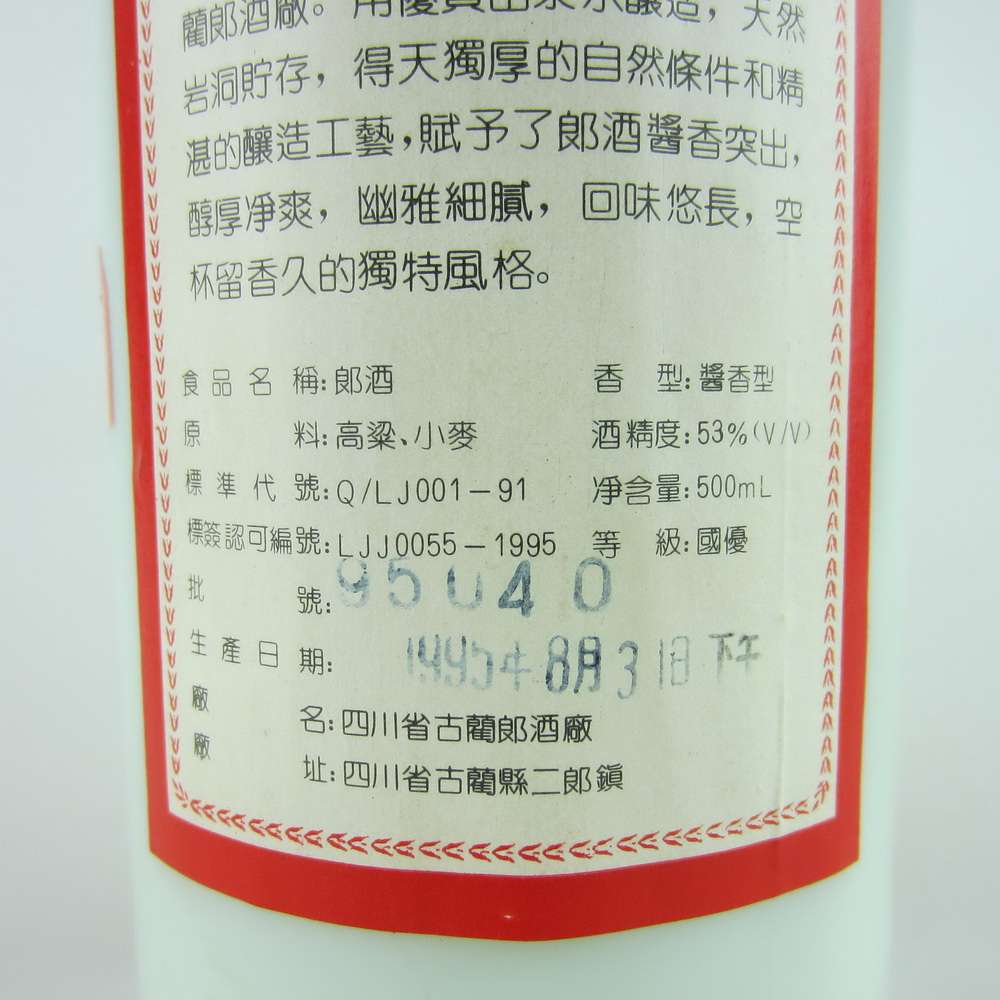 藺郎酒廠。用優質山泉水釀造，天然
岩洞貯存，得天獨厚的自然條件和精
湛的釀造工藝，賦予了郎酒醬香突出，
醇厚凈爽，幽雅細膩，回味悠長，空
杯留香久的獨特風格。
食品名稱：郎酒 香型：醬香型
原料：高粱、小麥 酒精度：53%(V/V)
標準代號：Q/LJ001－91 凈含量：500mL
標簽認可編號：LJJ0055－1995 等級：國優
批號：95040
生產日期：1995年8月31日下午
廠名：四川省古藺郎酒廠
廠址：四川省古藺縣二郎鎮